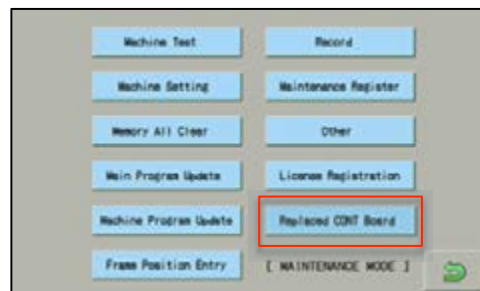 Machine Test
Record
Machine Setting
Maintenance Register
Memory All Clear
Other
Main Program Update
License Registration
Machine Program Update
Replaced CONT Board
Frame Position Entry
[ MAINTENANCE MODE ]